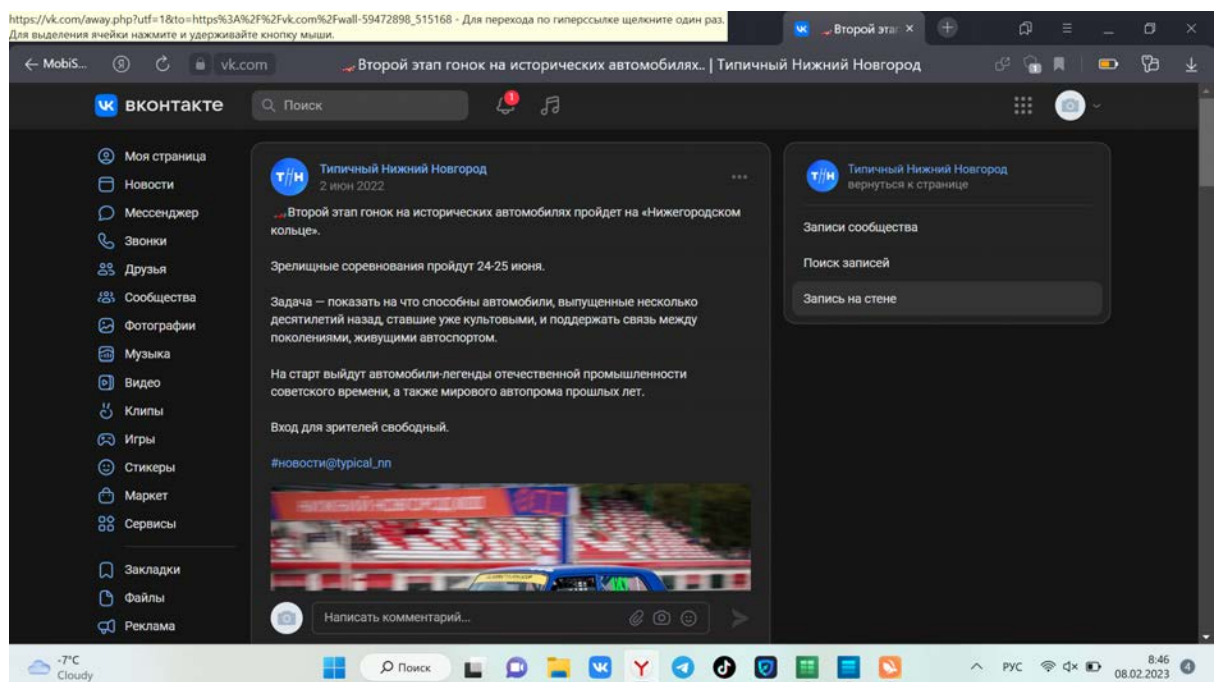 https://vk.com/away.php?utf=1&to=https%3A%2F%2Fvk.com%2Fwall-59472898_515168 - Для перехода по гиперссылке щелкните один раз.
Для выделения ячейки нажмите и удерживайте кнопку мыши.
Второй эта
MobiS...
vk.com
Второй этап гонок на исторических автомобилях.. | Типичный Нижний Новгород
вконтакте
Поиск
1
Моя страница
Новости
Мессенджер
Звонки
Друзья
Сообщества
Фотографии
Музыка
Видео
Клипы
Игры
Стикеры
Маркет
Сервисы
Закладки
Файлы
Реклама
Т//Н
Типичный Нижний Новгород
2 июн 2022
Второй этап гонок на исторических автомобилях пройдет на «Нижегородском
кольце».
Зрелищные соревнования пройдут 24-25 июня.
Задача — показать на что способны автомобили, выпущенные несколько
десятилетий назад, ставшие уже культовыми, и поддержать связь между
поколениями, живущими автоспортом.
На старт выйдут автомобили-легенды отечественной промышленности
советского времени, а также мирового автопрома прошлых лет.
Вход для зрителей свободный.
#новости@typical_nn
Написать комментарий...
Т//Н
Типичный Нижний Новгород
вернуться к странице
Записи сообщества
Поиск записей
Запись на стене
-7°C
Cloudy
Поиск
РУС
8:46
08.02.2023
4